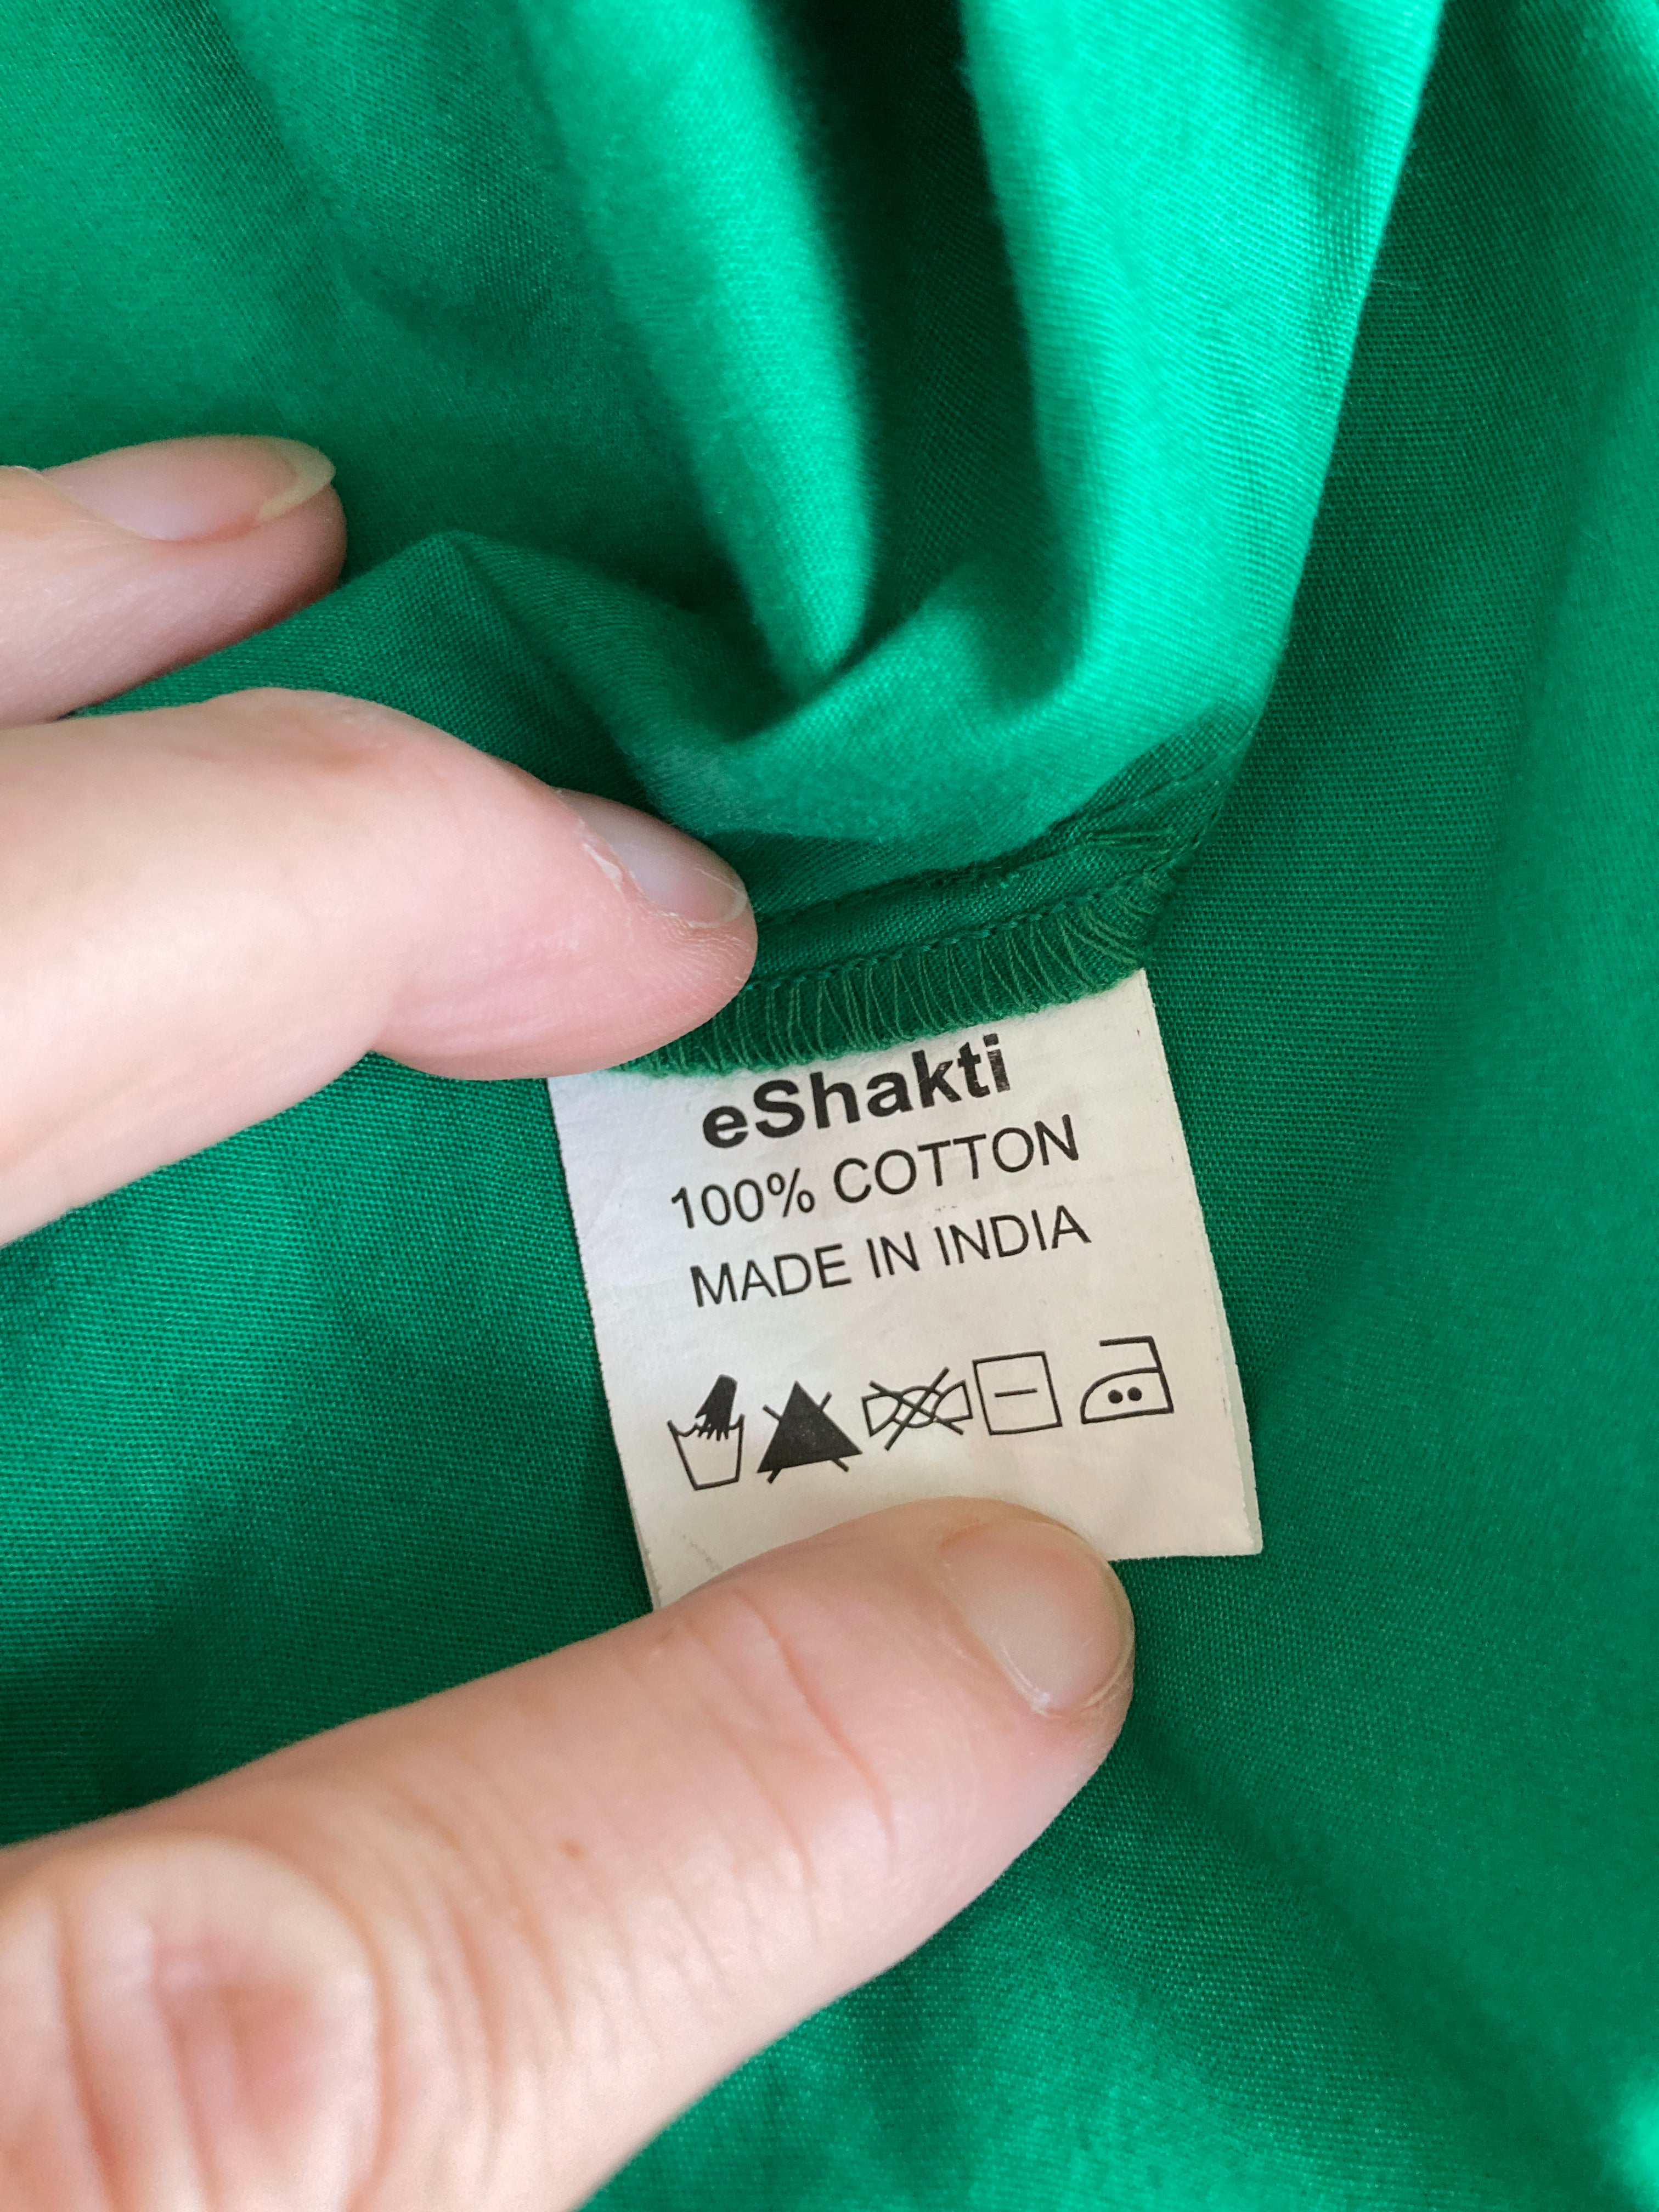 eShakti
100% COTTON
MADE IN INDIA